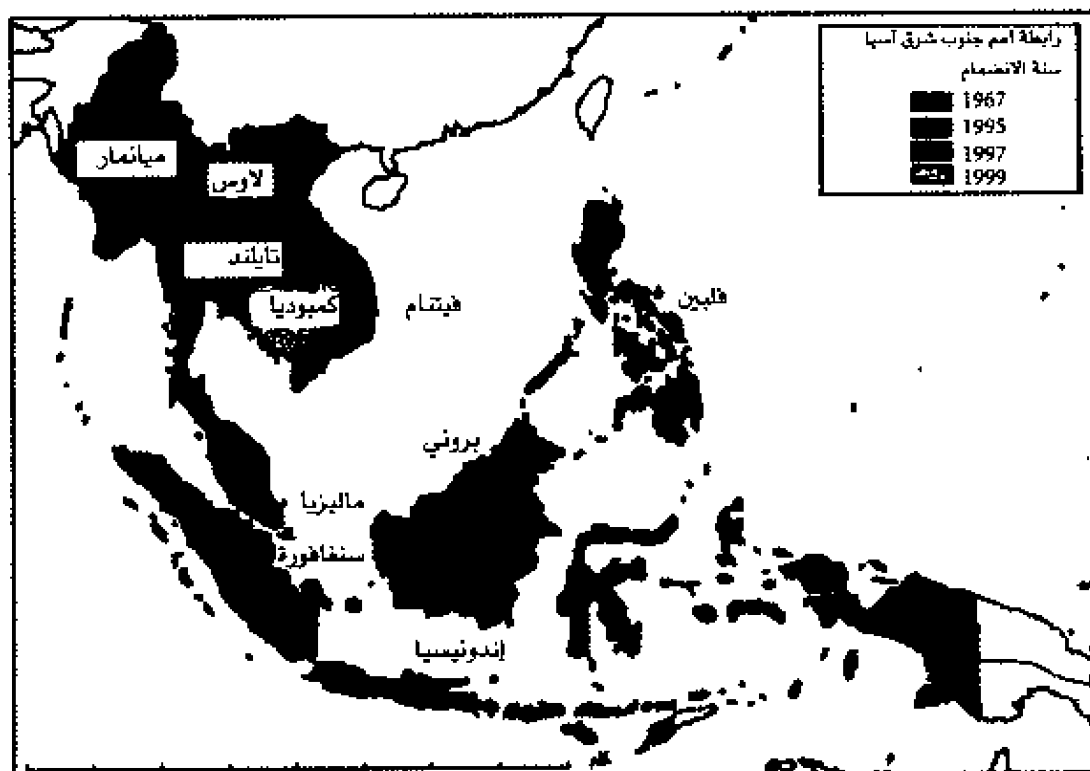 رابطة امم جنوب شرق آسيا
سنة الانضمام
1967
1995
1997
1999
ميانمار
لاوس
تايلند
كمبوديا
فيتنام
فلبين
بروني
ماليزيا
سنغافورة
إندونيسيا